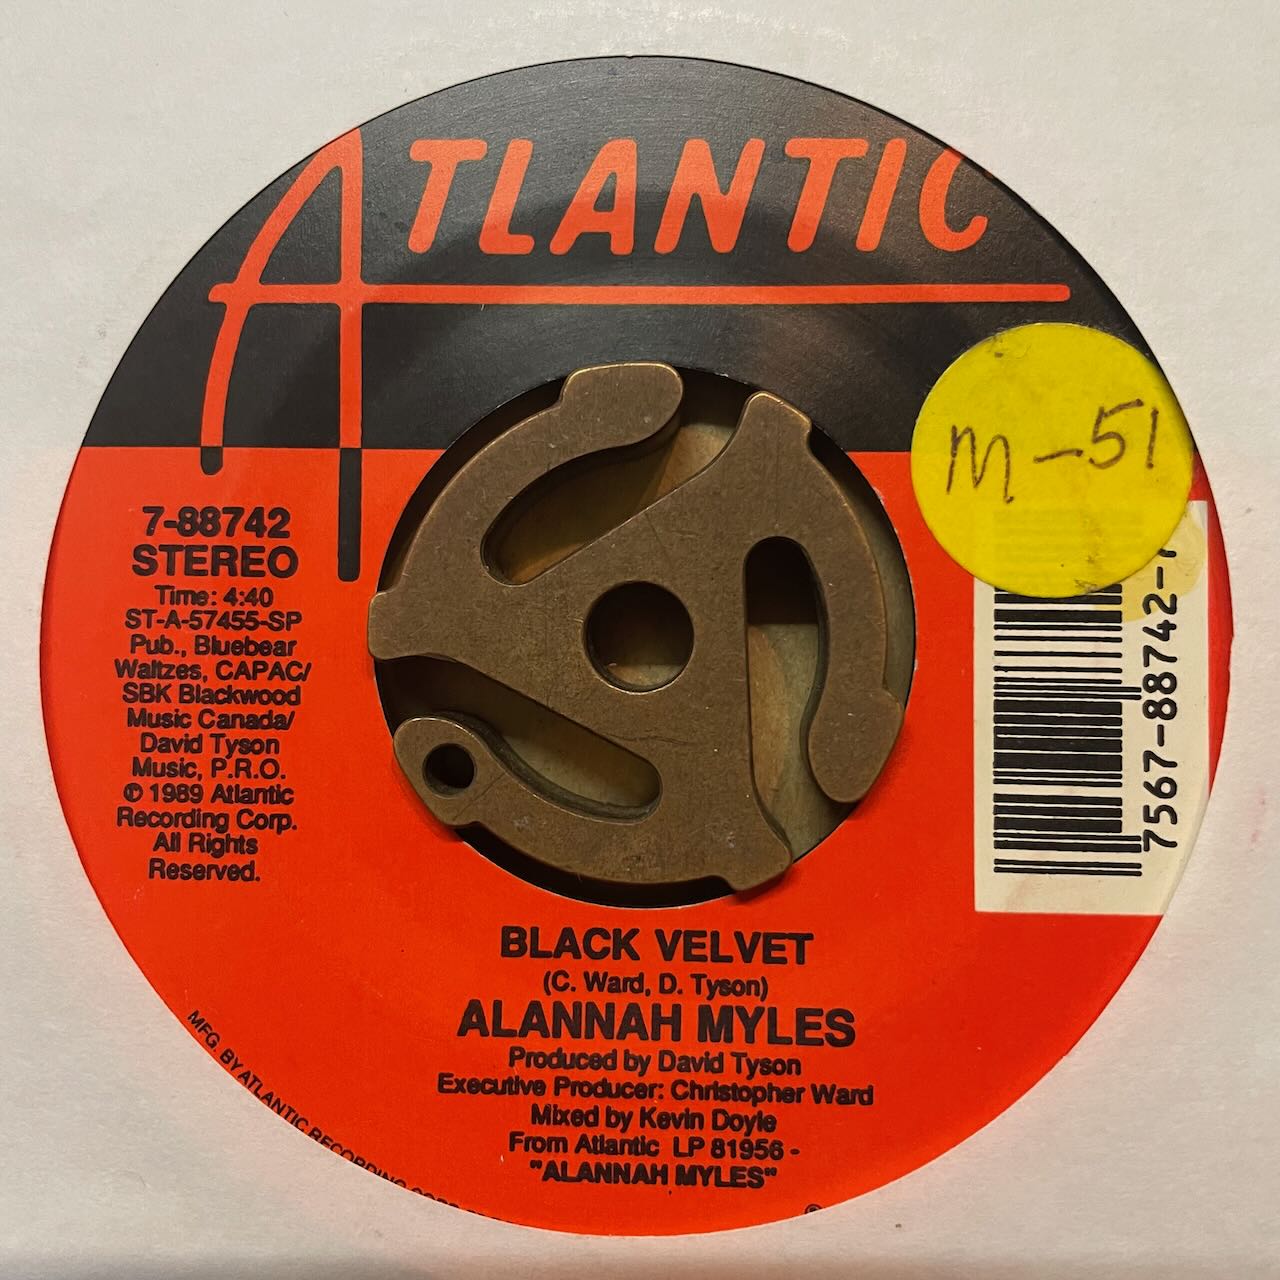 ATLANTIC
M-51
7-88742
STEREO
Time: 4:40
ST-A-57455-SP
Pub., Bluebear
Waltzes, CAPAC/
SBK Blackwood
Music Canada/
David Tyson
Music, P.R.O.
℗ 1989 Atlantic
Recording Corp.
All Rights
Reserved.
7567-88742-7
BLACK VELVET
(C. Ward, D. Tyson)
ALANNAH MYLES
Produced by David Tyson
Executive Producer: Christopher Ward
Mixed by Kevin Doyle
From Atlantic LP 81956 -
"ALANNAH MYLES"
MFG. BY ATLANTIC RECORDING